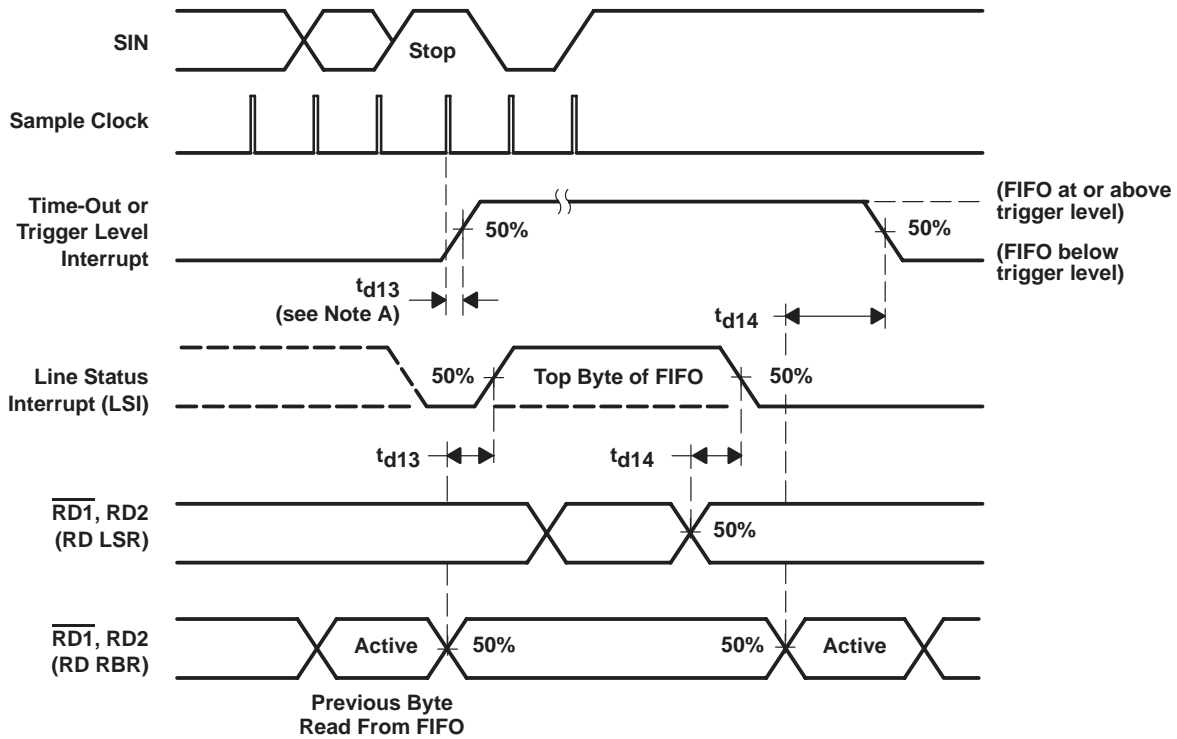 SIN
Stop
Sample Clock
Time-Out or
Trigger Level
Interrupt
50%
50%
(FIFO at or above
trigger level)
(FIFO below
trigger level)
td13
(see Note A)
td14
Line Status
Interrupt (LSI)
50%
Top Byte of FIFO
50%
td13
td14
RD1, RD2
(RD LSR)
50%
RD1, RD2
(RD RBR)
Active
50%
50%
Active
Previous Byte
Read From FIFO